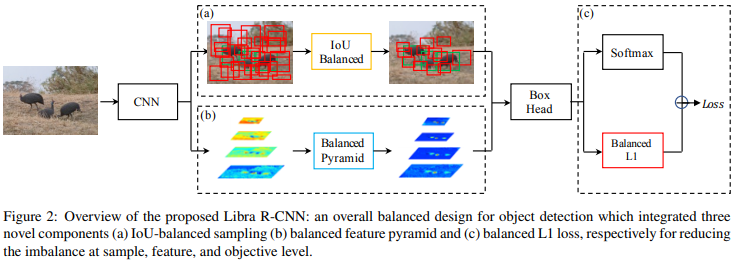 (a)
IoU
Balanced
(b)
Balanced
Pyramid
CNN
Box
Head
(c)
Softmax
Balanced
L1
Loss
Figure 2: Overview of the proposed Libra R-CNN: an overall balanced design for object detection which integrated three
novel components (a) IoU-balanced sampling (b) balanced feature pyramid and (c) balanced L1 loss, respectively for reducing
the imbalance at sample, feature, and objective level.